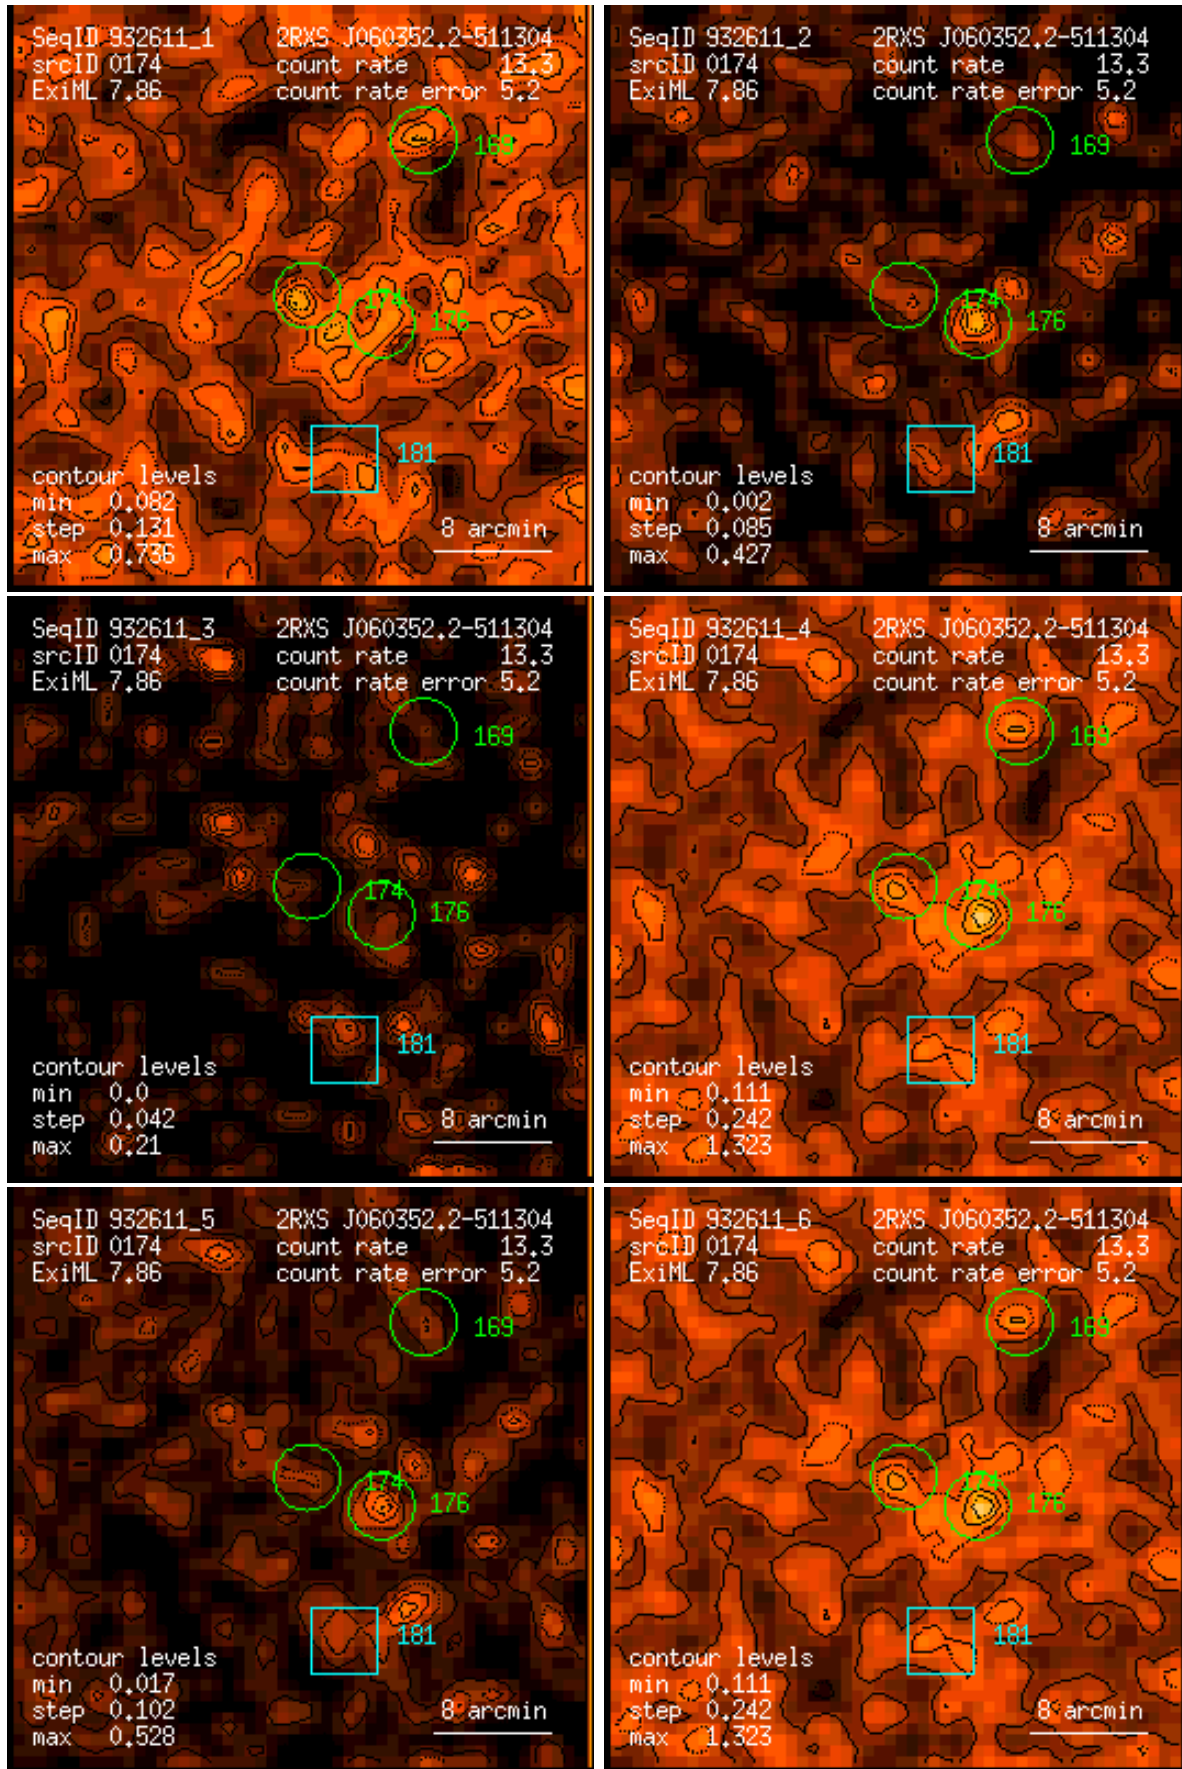 SeqID 932611_1 2RXS J060352.2-511304
srcID 0174 count rate 13.3
ExiML 7.86 count rate error 5.2
169
174
176
181
contour levels
min 0.082
step 0.131 8 arcmin
max 0.736
SeqID 932611_2 2RXS J060352.2-511304
srcID 0174 count rate 13.3
ExiML 7.86 count rate error 5.2
169
174
176
181
contour levels
min 0.002
step 0.085 8 arcmin
max 0.427
SeqID 932611_3 2RXS J060352.2-511304
srcID 0174 count rate 13.3
ExiML 7.86 count rate error 5.2
169
174
176
181
contour levels
min 0.0
step 0.042 8 arcmin
max 0.21
SeqID 932611_4 2RXS J060352.2-511304
srcID 0174 count rate 13.3
ExiML 7.86 count rate error 5.2
169
174
176
181
contour levels
min 0.111
step 0.242 8 arcmin
max 1.323
SeqID 932611_5 2RXS J060352.2-511304
srcID 0174 count rate 13.3
ExiML 7.86 count rate error 5.2
169
174
176
181
contour levels
min 0.017
step 0.102 8 arcmin
max 0.528
SeqID 932611_6 2RXS J060352.2-511304
srcID 0174 count rate 13.3
ExiML 7.86 count rate error 5.2
169
174
176
181
contour levels
min 0.111
step 0.242 8 arcmin
max 1.323